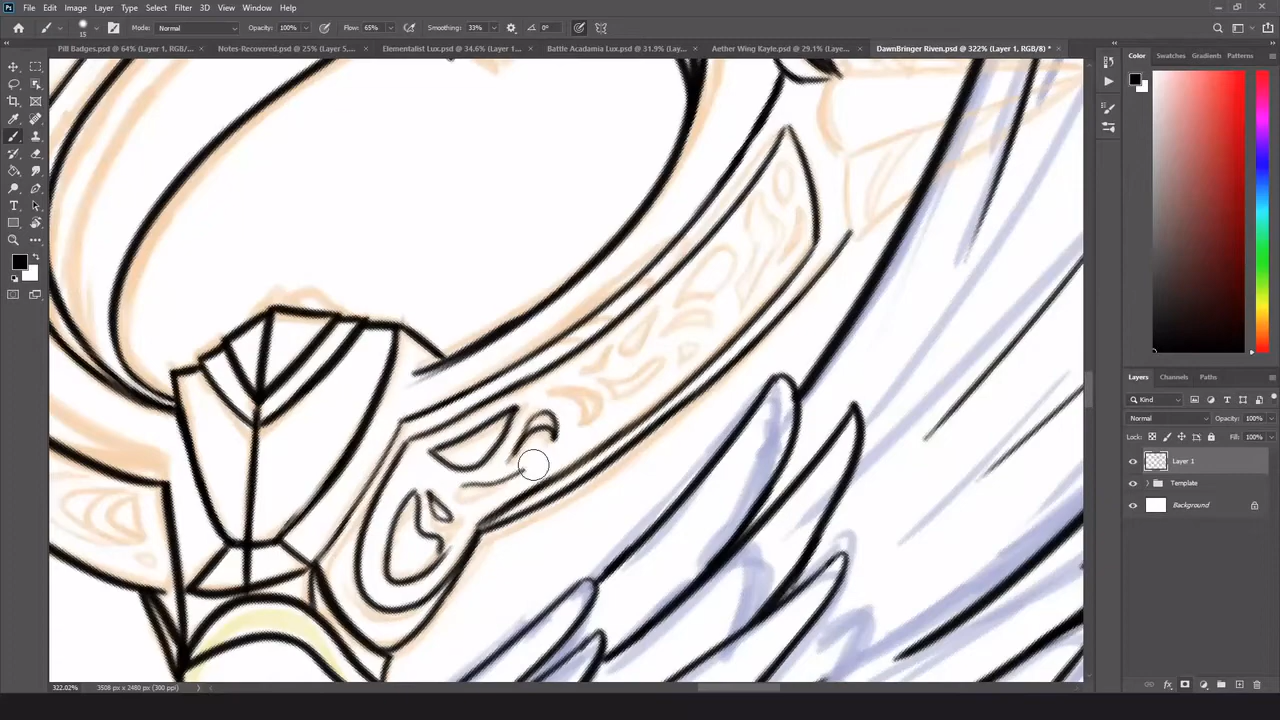 File Edit Image Layer Type Select Filter 3D View Window Help
15 Mode: Normal Opacity: 100% Flow: 65% Smoothing: 33% 0°
Pill Badges.psd @ 64% (Layer 1, RGB/... × Notes-Recovered.psd @ 25% (Layer 5,... × Elementalist Lux.psd @ 34.6% (Layer 1,... × Battle Acadamia Lux.psd @ 31.9% (Lay... × Aether Wing Kayle.psd @ 29.1% (Layer... × DawnBringer Riven.psd @ 322% (Layer 1, RGB/8) * ×
Color Swatches Gradients Patterns
Layers Channels Paths
Kind
Normal Opacity: 100%
Lock: Fill: 100%
Layer 1
Template
Background
322.02% 3508 px x 2480 px (300 ppi)